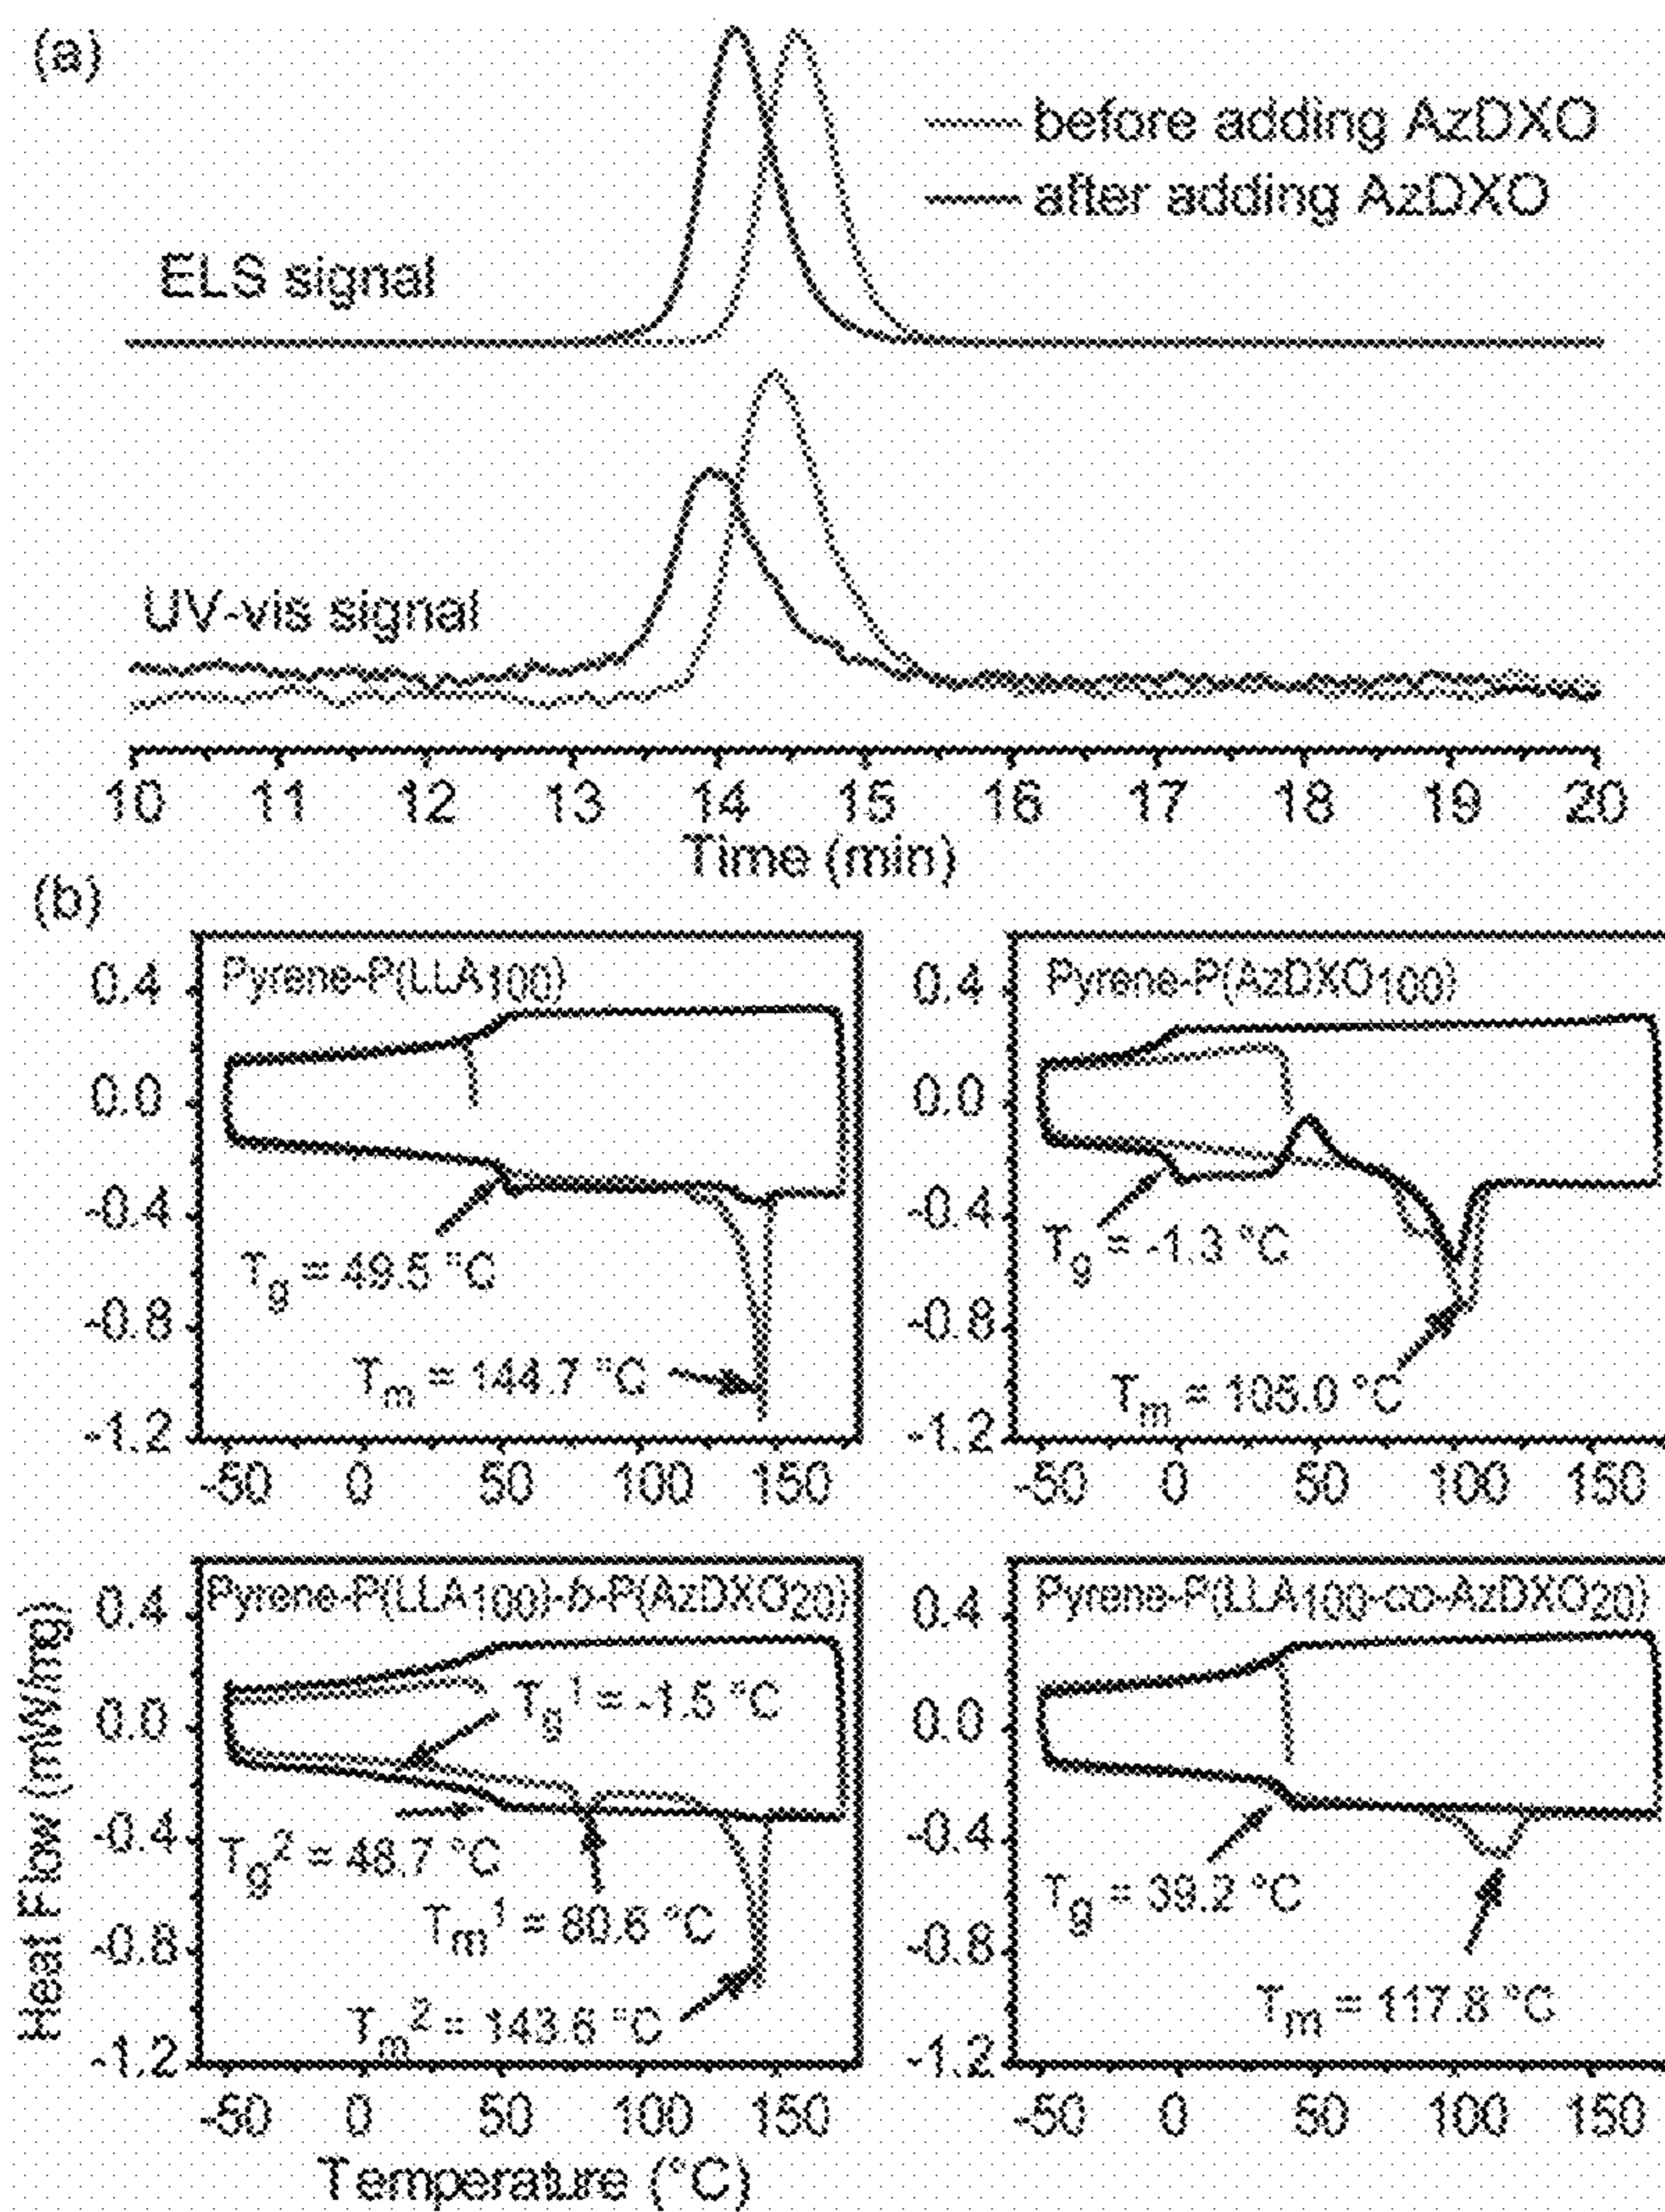 (a)
before adding AzDXO
after adding AzDXO
ELS signal
UV-vis signal
10 11 12 13 14 15 16 17 18 19 20
Time (min)
(b)
Pyrene-P(LLA100)
0.4
0.0
-0.4
-0.8
-1.2
Tg = 49.5 °C
Tm = 144.7 °C
-50 0 50 100 150
Pyrene-P(AzDXO100)
0.4
0.0
-0.4
-0.8
-1.2
Tg = -1.3 °C
Tm = 105.0 °C
-50 0 50 100 150
Pyrene-P(LLA100)-b-P(AzDXO20)
0.4
0.0
-0.4
-0.8
-1.2
Tg1 = -1.5 °C
Tg2 = 48.7 °C
Tm1 = 80.6 °C
Tm2 = 143.6 °C
-50 0 50 100 150
Pyrene-P(LLA100-co-AzDXO20)
0.4
0.0
-0.4
-0.8
-1.2
Tg = 39.2 °C
Tm = 117.8 °C
-50 0 50 100 150
Heat Flow (mW/mg)
Temperature (°C)